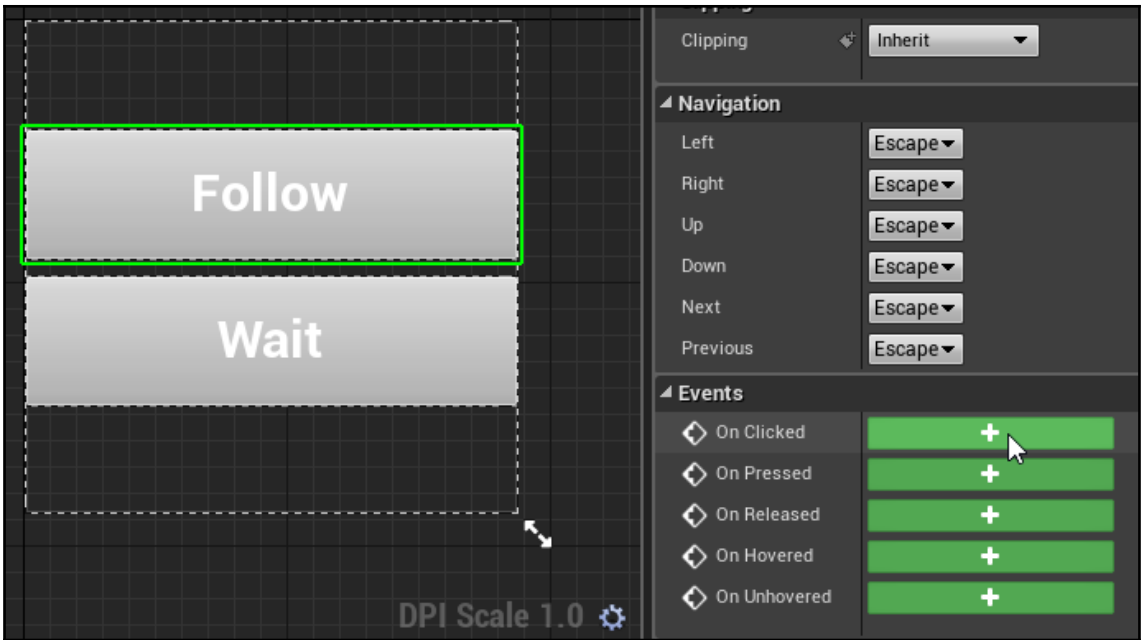 Clipping
Inherit
Navigation
Left
Escape
Right
Escape
Up
Escape
Down
Escape
Next
Escape
Previous
Escape
Events
On Clicked
On Pressed
On Released
On Hovered
On Unhovered
Follow
Wait
DPI Scale 1.0